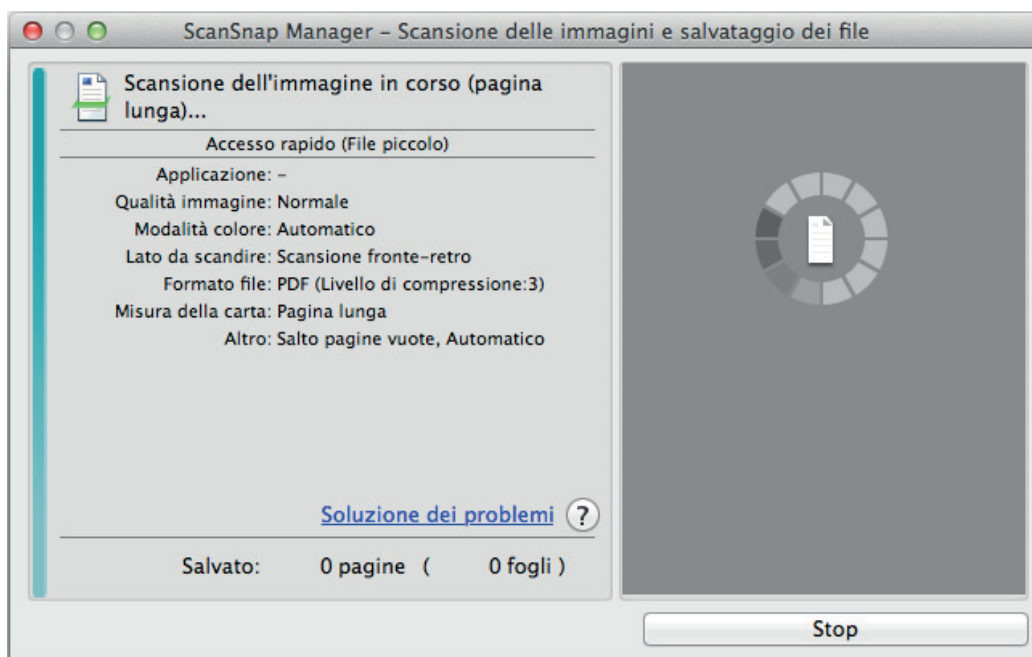 ScanSnap Manager – Scansione delle immagini e salvataggio dei file
Scansione dell'immagine in corso (pagina
lunga)...
Accesso rapido (File piccolo)
Applicazione: –
Qualità immagine: Normale
Modalità colore: Automatico
Lato da scandire: Scansione fronte-retro
Formato file: PDF (Livello di compressione:3)
Misura della carta: Pagina lunga
Altro: Salto pagine vuote, Automatico
Soluzione dei problemi ?
Salvato: 0 pagine ( 0 fogli )
Stop